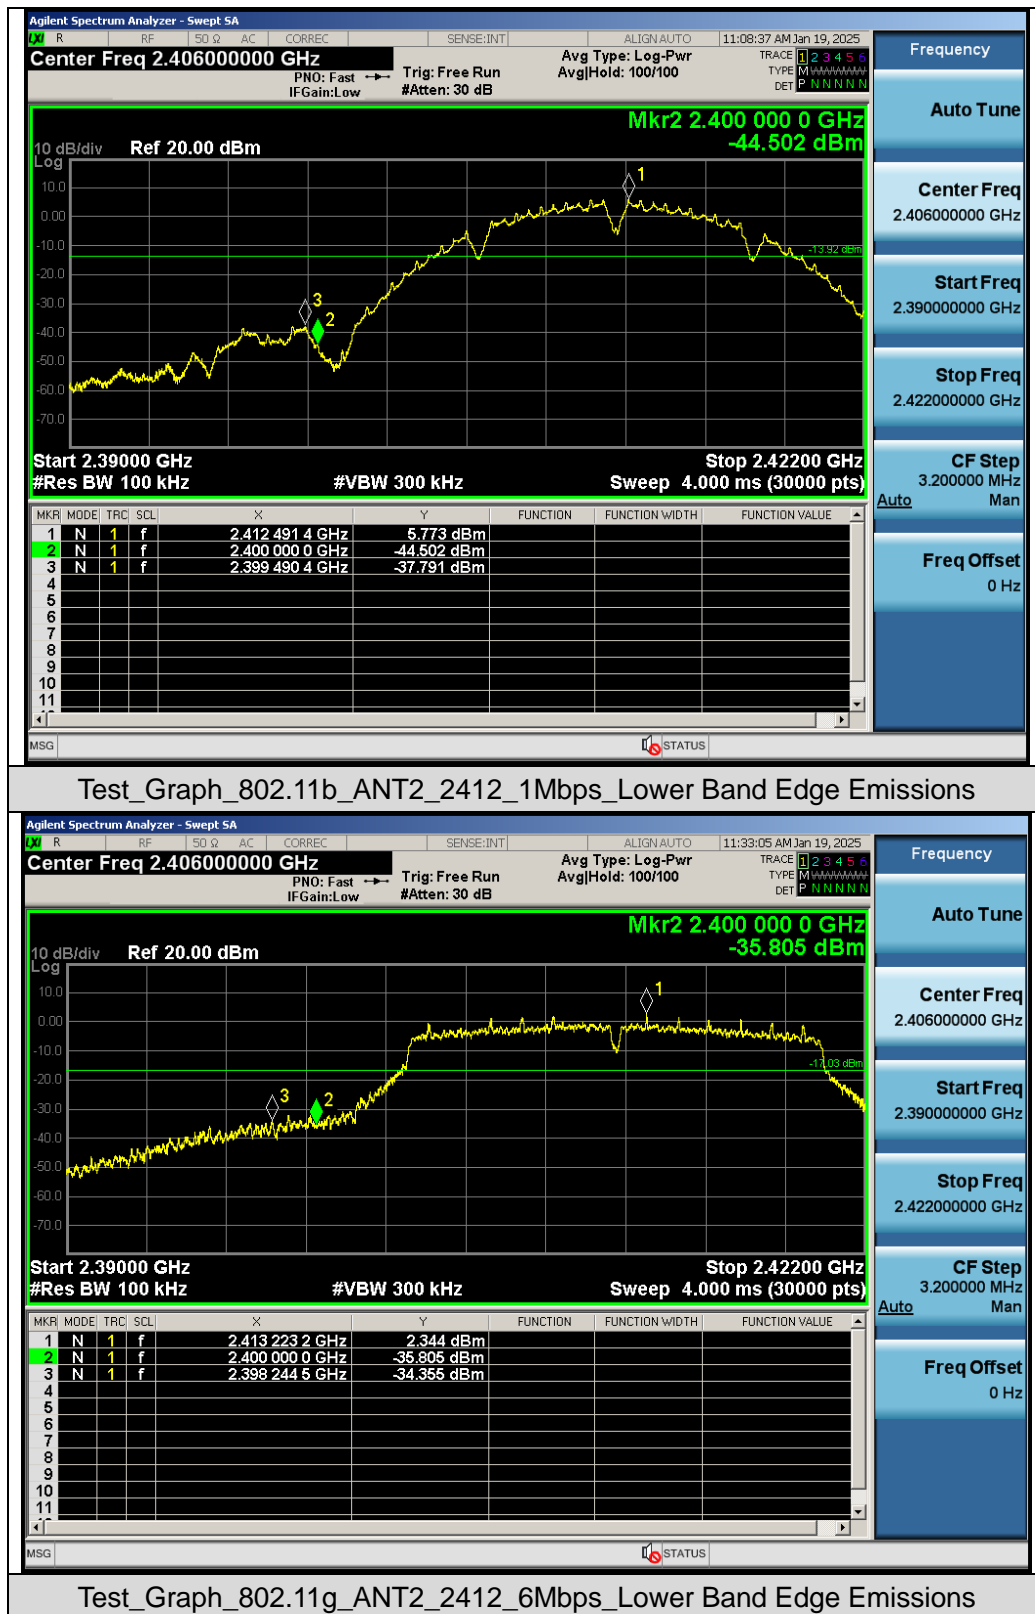 Agilent Spectrum Analyzer - Swept SA
LXI R RF 50 Ω AC CORREC SENSE:INT ALIGN AUTO 11:08:37 AM Jan 19, 2025
Center Freq 2.406000000 GHz
PNO: Fast
IFGain:Low
Trig: Free Run
#Atten: 30 dB
Avg Type: Log-Pwr
Avg|Hold: 100/100
TRACE 1 2 3 4 5 6
TYPE M
DET P N N N N N
Mkr2 2.400 000 0 GHz
-44.502 dBm
10 dB/div Ref 20.00 dBm
Log
10.0
0.00
-10.0
-20.0
-30.0
-40.0
-50.0
-60.0
-70.0
1
-13.92 dBm
3
2
Start 2.39000 GHz Stop 2.42200 GHz
#Res BW 100 kHz #VBW 300 kHz Sweep 4.000 ms (30000 pts)
MKR MODE TRC SCL X Y FUNCTION FUNCTION WIDTH FUNCTION VALUE
1 N 1 f 2.412 491 4 GHz 5.773 dBm
2 N 1 f 2.400 000 0 GHz -44.502 dBm
3 N 1 f 2.399 490 4 GHz -37.791 dBm
4
5
6
7
8
9
10
11
MSG STATUS
Frequency
Auto Tune
Center Freq
2.406000000 GHz
Start Freq
2.390000000 GHz
Stop Freq
2.422000000 GHz
CF Step
3.200000 MHz
Auto Man
Freq Offset
0 Hz
Test_Graph_802.11b_ANT2_2412_1Mbps_Lower Band Edge Emissions
Agilent Spectrum Analyzer - Swept SA
LXI R RF 50 Ω AC CORREC SENSE:INT ALIGN AUTO 11:33:05 AM Jan 19, 2025
Center Freq 2.406000000 GHz
PNO: Fast
IFGain:Low
Trig: Free Run
#Atten: 30 dB
Avg Type: Log-Pwr
Avg|Hold: 100/100
TRACE 1 2 3 4 5 6
TYPE M
DET P N N N N N
Mkr2 2.400 000 0 GHz
-35.805 dBm
10 dB/div Ref 20.00 dBm
Log
10.0
0.00
-10.0
-20.0
-30.0
-40.0
-50.0
-60.0
-70.0
1
-17.03 dBm
3
2
Start 2.39000 GHz Stop 2.42200 GHz
#Res BW 100 kHz #VBW 300 kHz Sweep 4.000 ms (30000 pts)
MKR MODE TRC SCL X Y FUNCTION FUNCTION WIDTH FUNCTION VALUE
1 N 1 f 2.413 223 2 GHz 2.344 dBm
2 N 1 f 2.400 000 0 GHz -35.805 dBm
3 N 1 f 2.398 244 5 GHz -34.355 dBm
4
5
6
7
8
9
10
11
MSG STATUS
Frequency
Auto Tune
Center Freq
2.406000000 GHz
Start Freq
2.390000000 GHz
Stop Freq
2.422000000 GHz
CF Step
3.200000 MHz
Auto Man
Freq Offset
0 Hz
Test_Graph_802.11g_ANT2_2412_6Mbps_Lower Band Edge Emissions